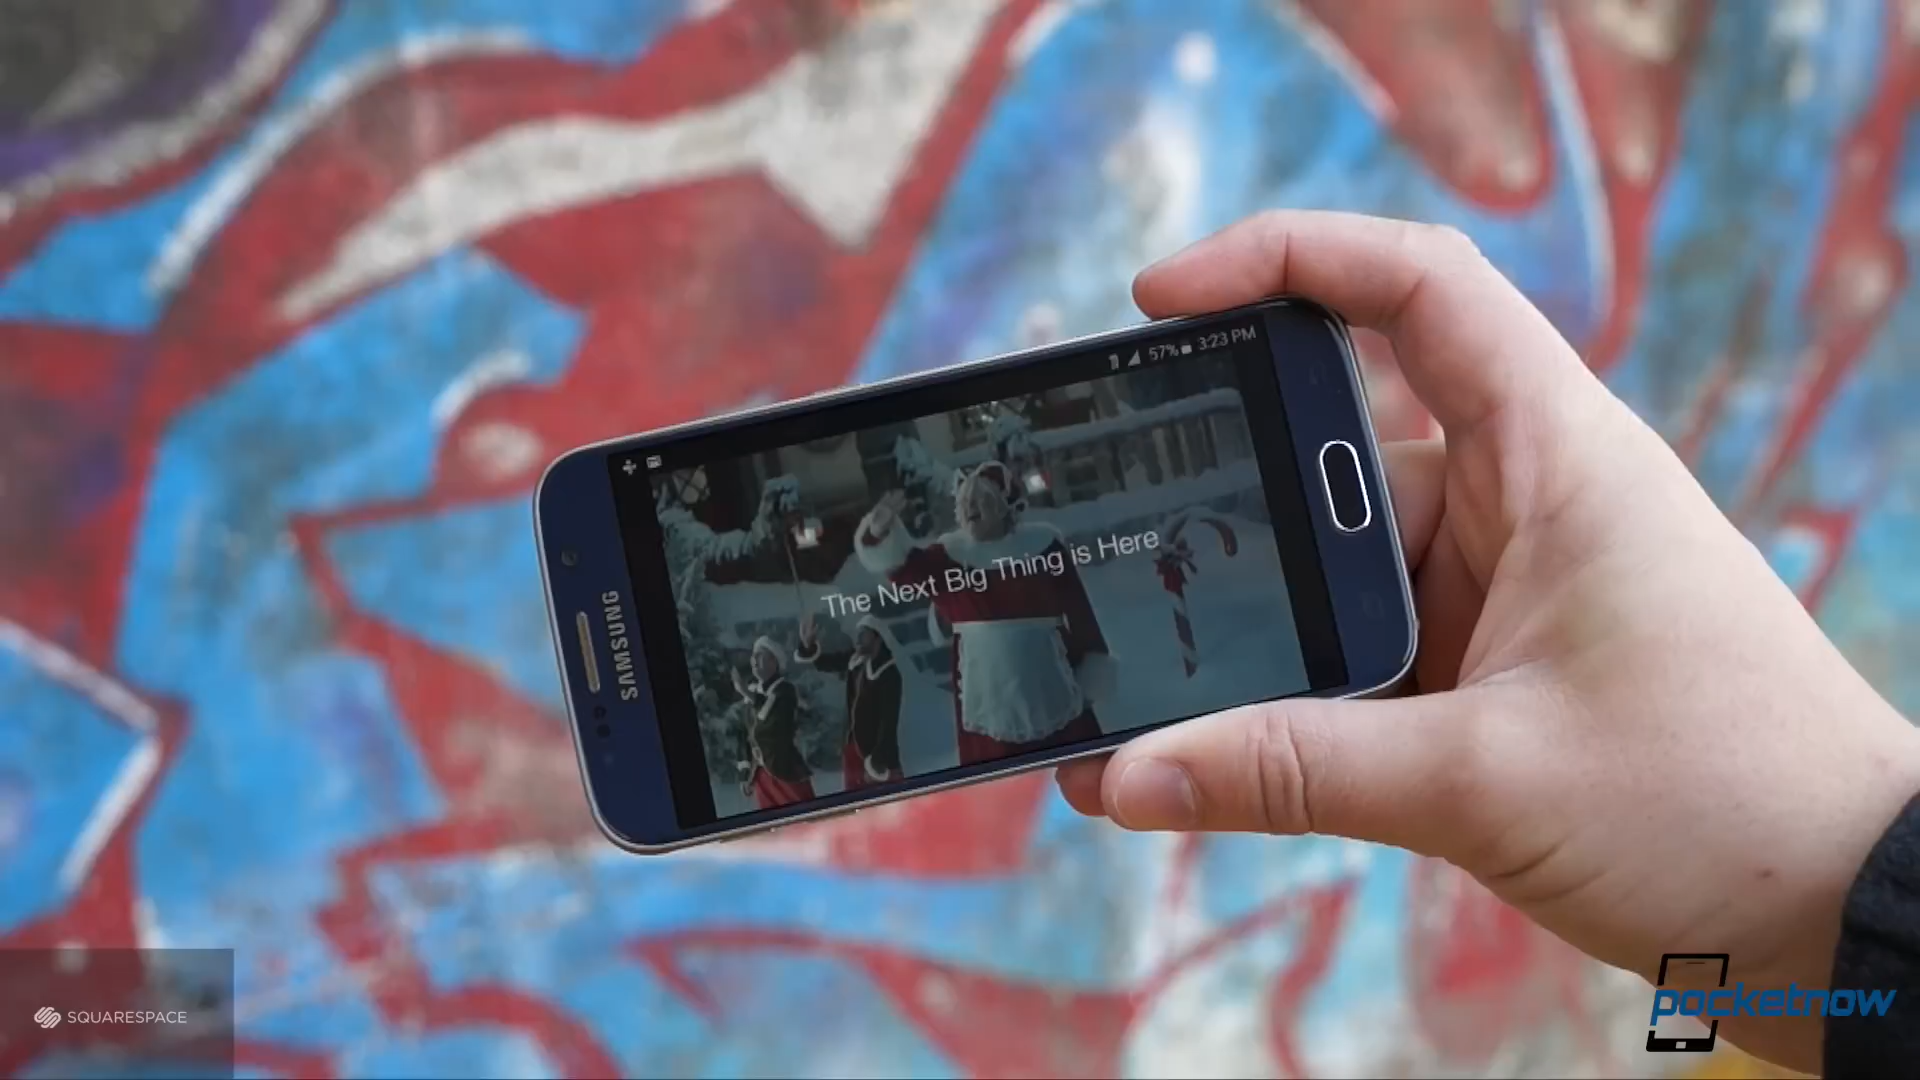 57% 3:23 PM
The Next Big Thing is Here
SAMSUNG
SQUARESPACE
pocketnow